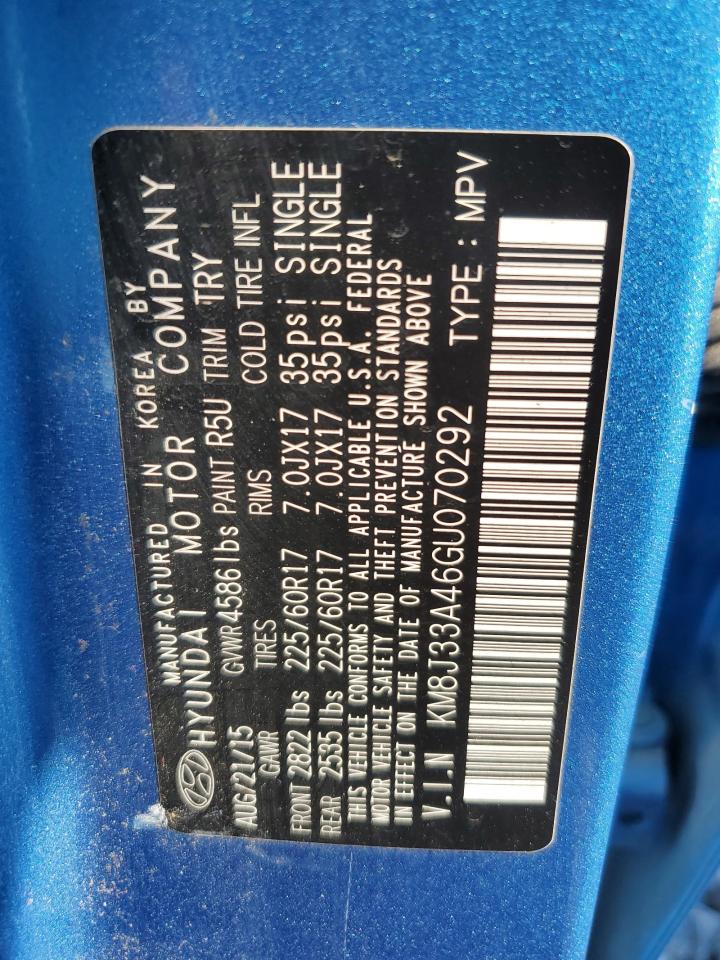 MANUFACTURED IN KOREA BY
HYUNDAI MOTOR COMPANY
AUG/21/15 GVWR 4586 lbs PAINT R5U TRIM TRY
GAWR TIRES RIMS COLD TIRE INFL
FRONT 2822 lbs 225/60R17 7.0JX17 35psi SINGLE
REAR 2535 lbs 225/60R17 7.0JX17 35psi SINGLE
THIS VEHICLE CONFORMS TO ALL APPLICABLE U.S.A. FEDERAL
MOTOR VEHICLE SAFETY AND THEFT PREVENTION STANDARDS
IN EFFECT ON THE DATE OF MANUFACTURE SHOWN ABOVE
V.I.N KM8J33A46GU070292 TYPE : MPV